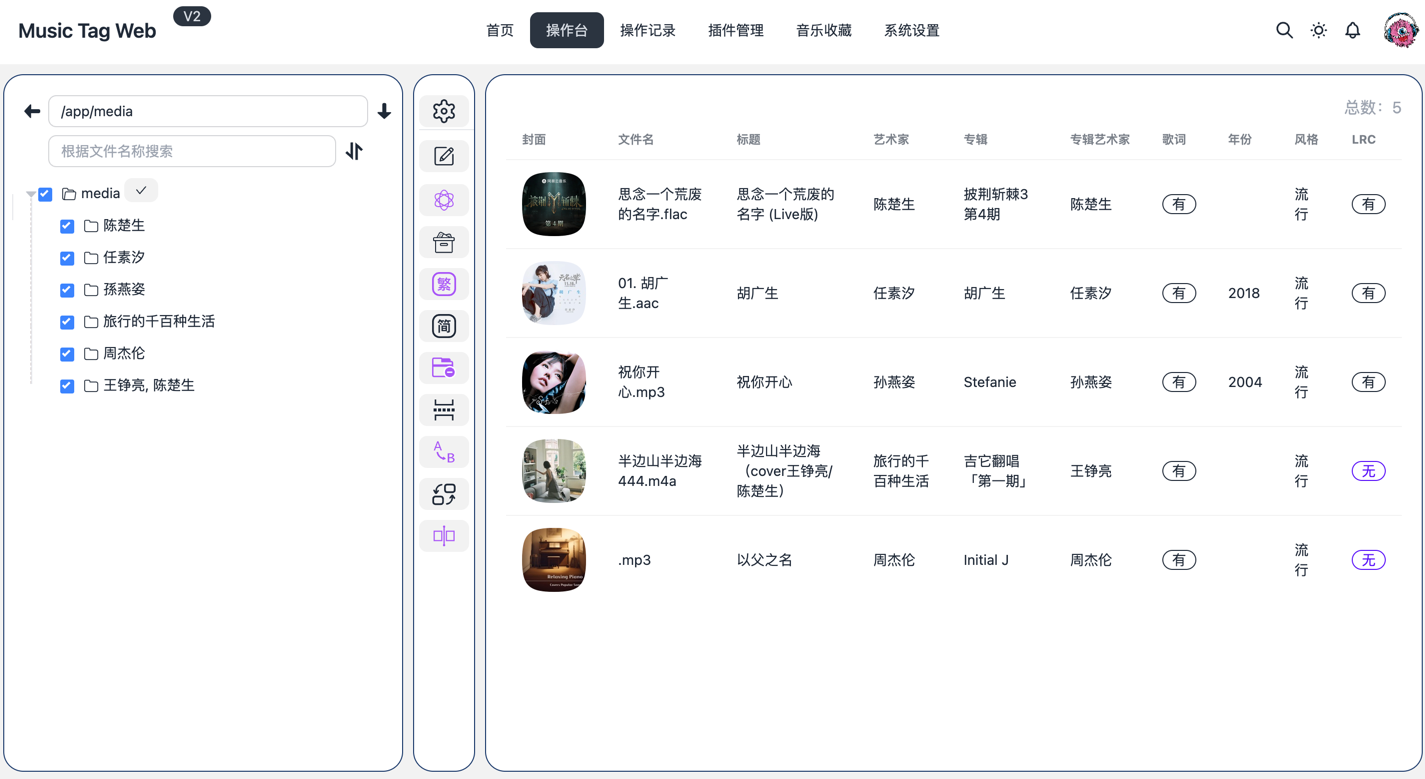 Music Tag Web V2
首页 操作台 操作记录 插件管理 音乐收藏 系统设置
/app/media
根据文件名称搜索
media
陈楚生
任素汐
孫燕姿
旅行的千百种生活
周杰伦
王铮亮, 陈楚生
繁
简
A
B
总数：5
封面 文件名 标题 艺术家 专辑 专辑艺术家 歌词 年份 风格 LRC
思念一个荒废
的名字.flac
思念一个荒废的
名字 (Live版)
陈楚生
披荆斩棘3
第4期
陈楚生
有
流
行
有
第4期
01. 胡广
生.aac
胡广生
任素汐
胡广生
任素汐
有
2018
流
行
有
祝你开
心.mp3
祝你开心
孙燕姿
Stefanie
孙燕姿
有
2004
流
行
有
半边山半边海
444.m4a
半边山半边海
（cover王铮亮/
陈楚生）
旅行的千
百种生活
吉它翻唱
「第一期」
王铮亮
有
流
行
无
.mp3
以父之名
周杰伦
Initial J
周杰伦
有
流
行
无
Relaxing Piano